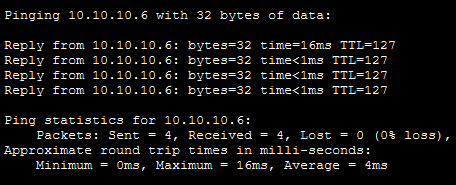 Pinging 10.10.10.6 with 32 bytes of data:
Reply from 10.10.10.6: bytes=32 time=16ms TTL=127
Reply from 10.10.10.6: bytes=32 time<1ms TTL=127
Reply from 10.10.10.6: bytes=32 time<1ms TTL=127
Reply from 10.10.10.6: bytes=32 time<1ms TTL=127
Ping statistics for 10.10.10.6:
Packets: Sent = 4, Received = 4, Lost = 0 (0% loss),
Approximate round trip times in milli-seconds:
Minimum = 0ms, Maximum = 16ms, Average = 4ms